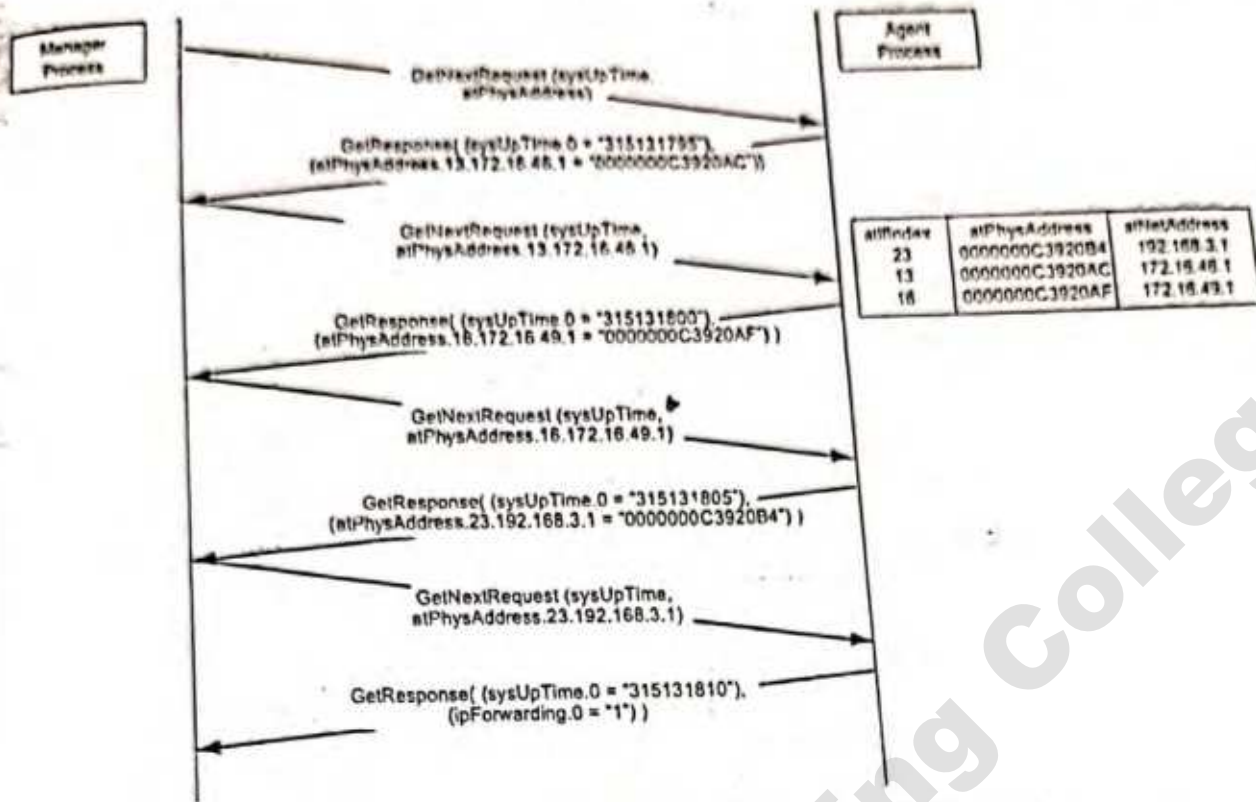 Manager
Process
Agent
Process
GetNextRequest (sysUpTime,
atPhysAddress)
GetResponse( (sysUpTime.0 = "315131795"),
(atPhysAddress.13.172.16.46.1 = "0000000C3920AC"))
GetNextRequest (sysUpTime,
atPhysAddress.13.172.16.46.1)
atIfIndex atPhysAddress atNetAddress
23 0000000C3920B4 192.168.3.1
13 0000000C3920AC 172.16.46.1
16 0000000C3920AF 172.16.49.1
GetResponse( (sysUpTime.0 = "315131800"),
(atPhysAddress.16.172.16.49.1 = "0000000C3920AF") )
GetNextRequest (sysUpTime,
atPhysAddress.16.172.16.49.1)
GetResponse( (sysUpTime.0 = "315131805"),
(atPhysAddress.23.192.168.3.1 = "0000000C3920B4") )
GetNextRequest (sysUpTime,
atPhysAddress.23.192.168.3.1)
GetResponse( (sysUpTime.0 = "315131810"),
(ipForwarding.0 = "1") )